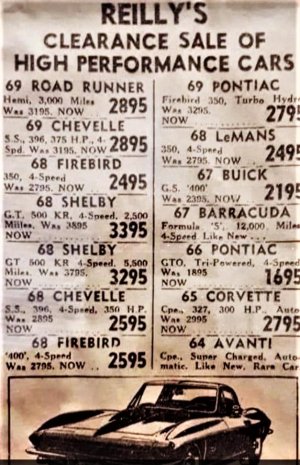 REILLY'S
CLEARANCE SALE OF
HIGH PERFORMANCE CARS
69 ROAD RUNNER
Hemi, 3,000 Miles
Was 3195. NOW .. 2895
69 CHEVELLE
S.S., 396, 375 H.P., 4-
Spd. Was 3195. NOW .. 2895
68 FIREBIRD
350, 4-Speed
Was 2795. NOW .. 2495
68 SHELBY
G.T. 500 KR, 4-Speed. 2,500
Miles. Was 3895
NOW .. 3395
68 SHELBY
GT 500 KR, 4-Speed. 5,500
Miles. Was 3795.
NOW .. 3295
68 CHEVELLE
S.S., 396, 4-Speed, 350 H.P.
Was 2895
NOW .. 2595
68 FIREBIRD
'400', 4-Speed
Was 2795. NOW .. 2595
69 PONTIAC
Firebird 350, Turbo Hydr
Was 3295.
NOW .. 279
68 LeMANS
350, 4-Speed
Was 2795. NOW .. 249
67 BUICK
G.S. '400'
Was 2395. NOW .. 219
67 BARRACUDA
Formula 'S', 12,000 Miles
4-Speed Like New
66 PONTIAC
GTO, Tri-Powered, 4-Speed
Was 1895
NOW .. 1695
65 CORVETTE
Cpe., 327, 300 H.P., Auto
Was 2995
NOW .. 2795
64 AVANTI
Cpe., Super Charged, Auto-
matic. Like New. Rare Car